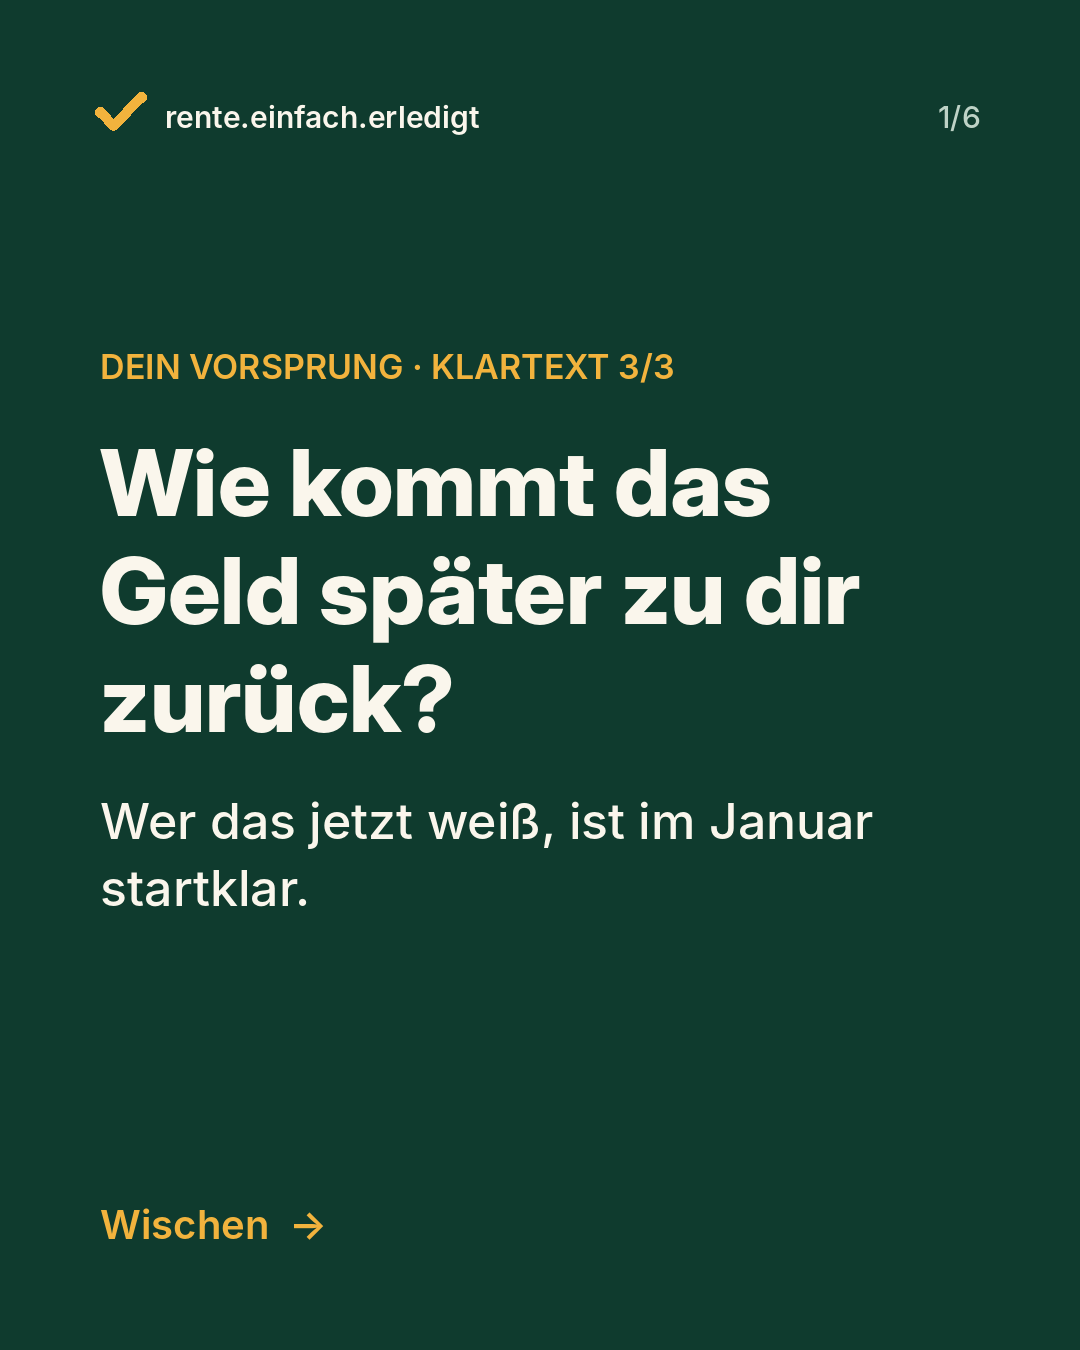 rente.einfach.erledigt
1/6
DEIN VORSPRUNG · KLARTEXT 3/3
Wie kommt das
Geld später zu dir
zurück?
Wer das jetzt weiß, ist im Januar
startklar.
Wischen →